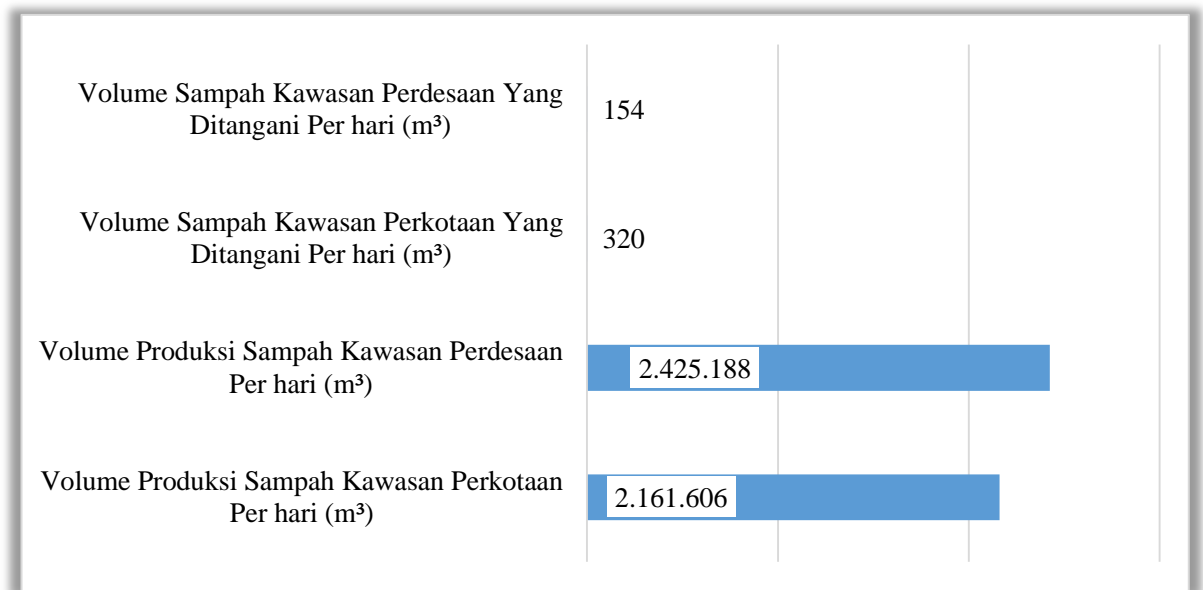 Volume Sampah Kawasan Perdesaan Yang
Ditangani Per hari (m³)
154
Volume Sampah Kawasan Perkotaan Yang
Ditangani Per hari (m³)
320
Volume Produksi Sampah Kawasan Perdesaan
Per hari (m³)
2.425.188
Volume Produksi Sampah Kawasan Perkotaan
Per hari (m³)
2.161.606